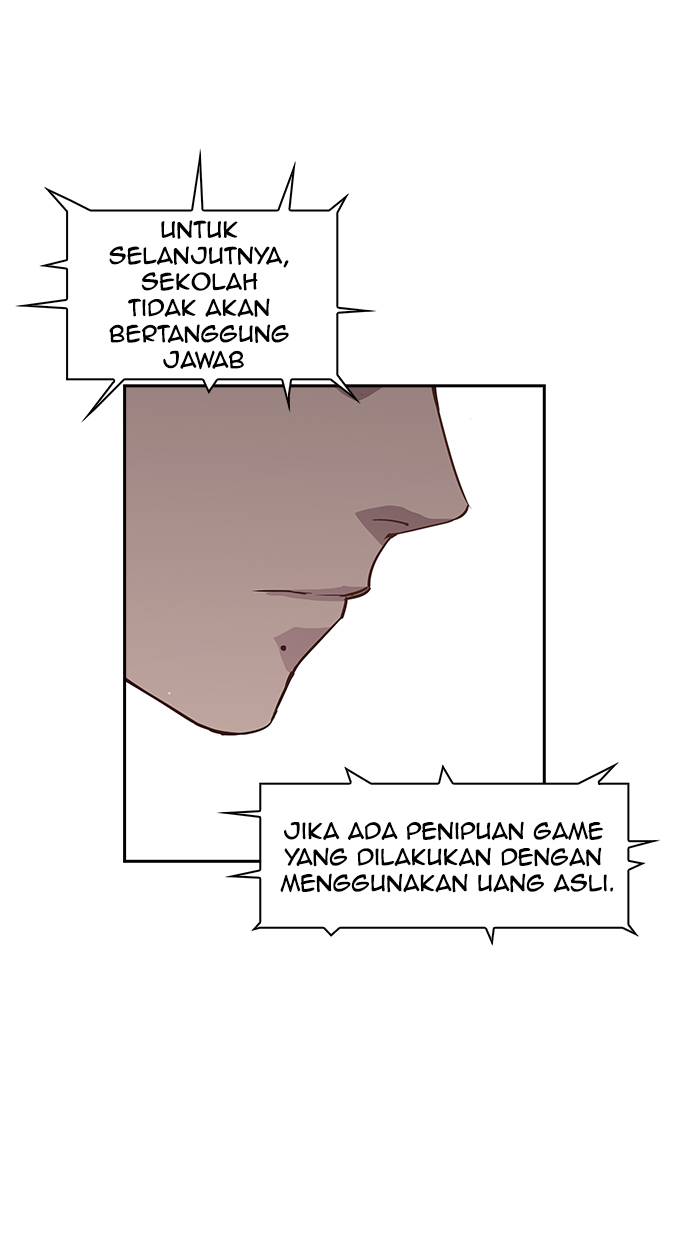 UNTUK
SELANJUTNYA,
SEKOLAH
TIDAK AKAN
BERTANGGUNG
JAWAB
JIKA ADA PENIPUAN GAME
YANG DILAKUKAN DENGAN
MENGGUNAKAN UANG ASLI.